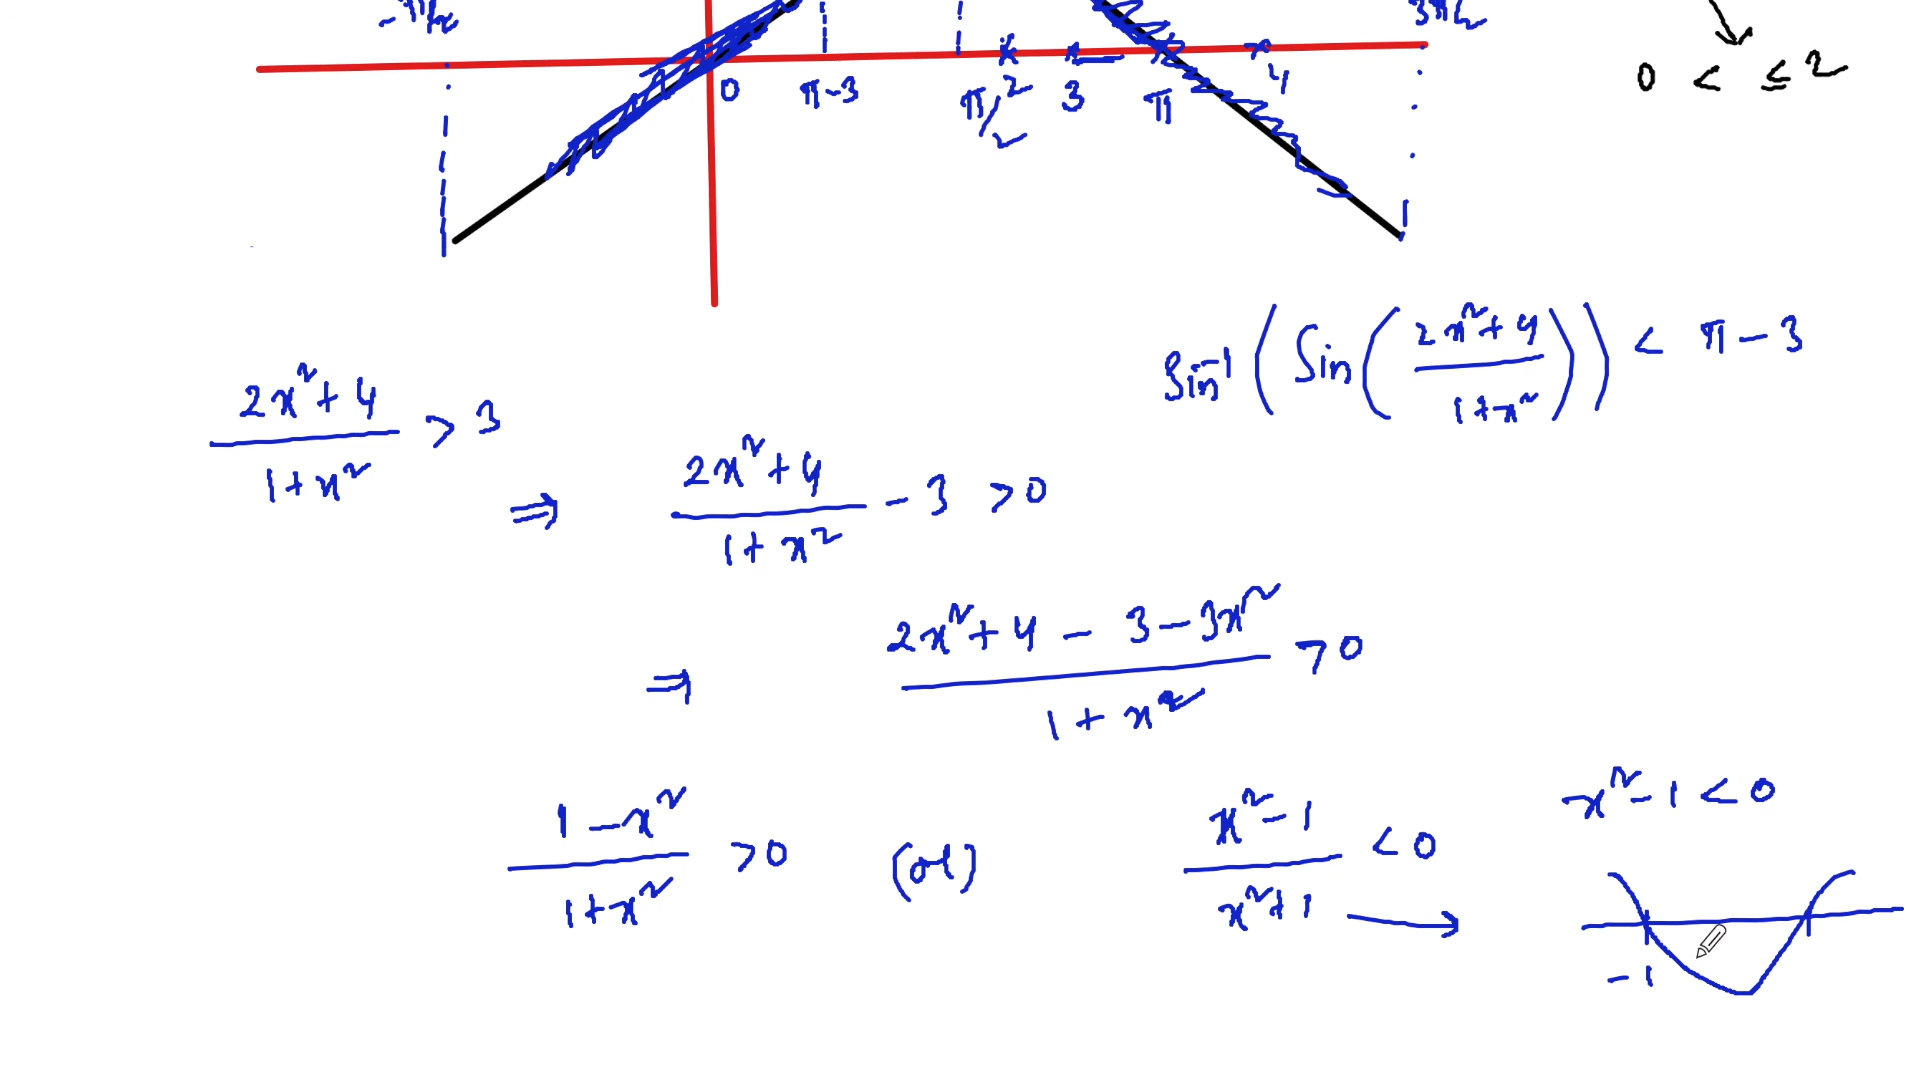 -π/2 3π/2
0 < ≤ 2
0 π-3 π/2 2 3 π 4
Sin⁻¹(Sin((2x²+4)/(1+x²))) < π-3
(2x²+4)/(1+x²) > 3
⇒ (2x²+4)/(1+x²) - 3 > 0
⇒ (2x²+4-3-3x²)/(1+x²) > 0
(1-x²)/(1+x²) > 0 (or) (x²-1)/(x²+1) < 0 → x²-1 < 0
-1